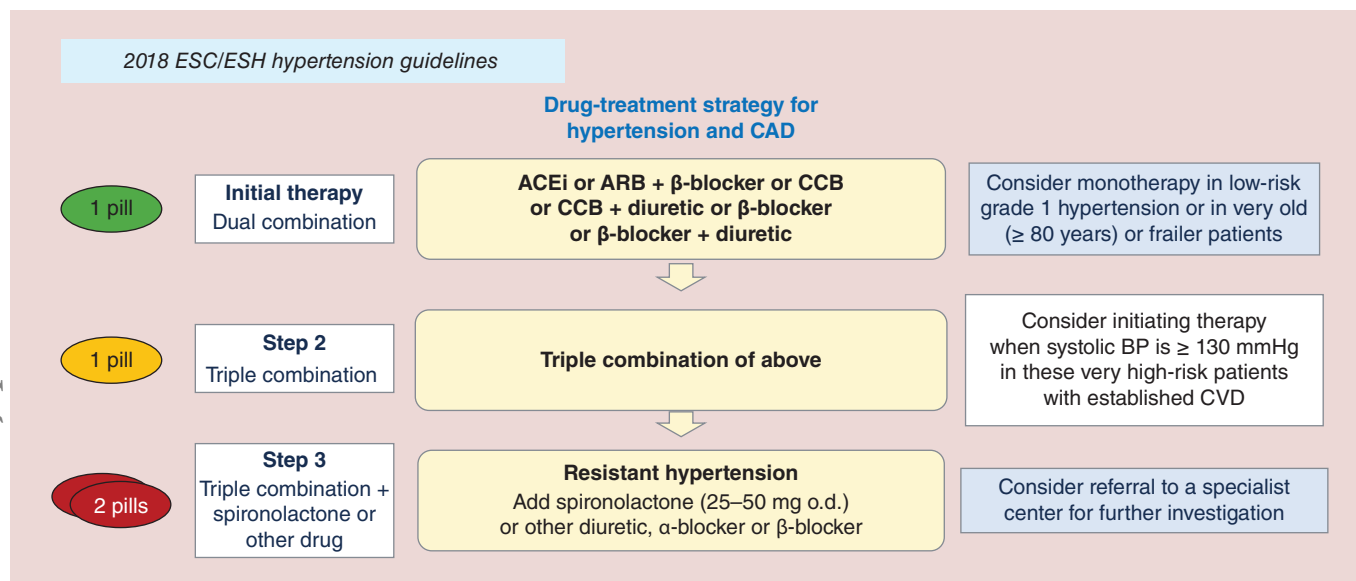 2018 ESC/ESH hypertension guidelines
Drug-treatment strategy for
hypertension and CAD
1 pill
Initial therapy
Dual combination
ACEi or ARB + β-blocker or CCB
or CCB + diuretic or β-blocker
or β-blocker + diuretic
Consider monotherapy in low-risk
grade 1 hypertension or in very old
(≥ 80 years) or frailer patients
1 pill
Step 2
Triple combination
Triple combination of above
Consider initiating therapy
when systolic BP is ≥ 130 mmHg
in these very high-risk patients
with established CVD
2 pills
Step 3
Triple combination +
spironolactone or
other drug
Resistant hypertension
Add spironolactone (25–50 mg o.d.)
or other diuretic, α-blocker or β-blocker
Consider referral to a specialist
center for further investigation